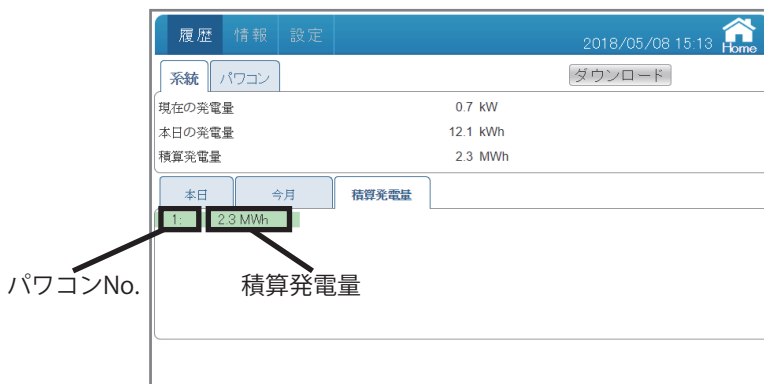 履歴 情報 設定
2018/05/08 15:13 Home
系統 パワコン ダウンロード
現在の発電量 0.7 kW
本日の発電量 12.1 kWh
積算発電量 2.3 MWh
本日 今月 積算発電量
1: 2.3 MWh
パワコンNo. 積算発電量